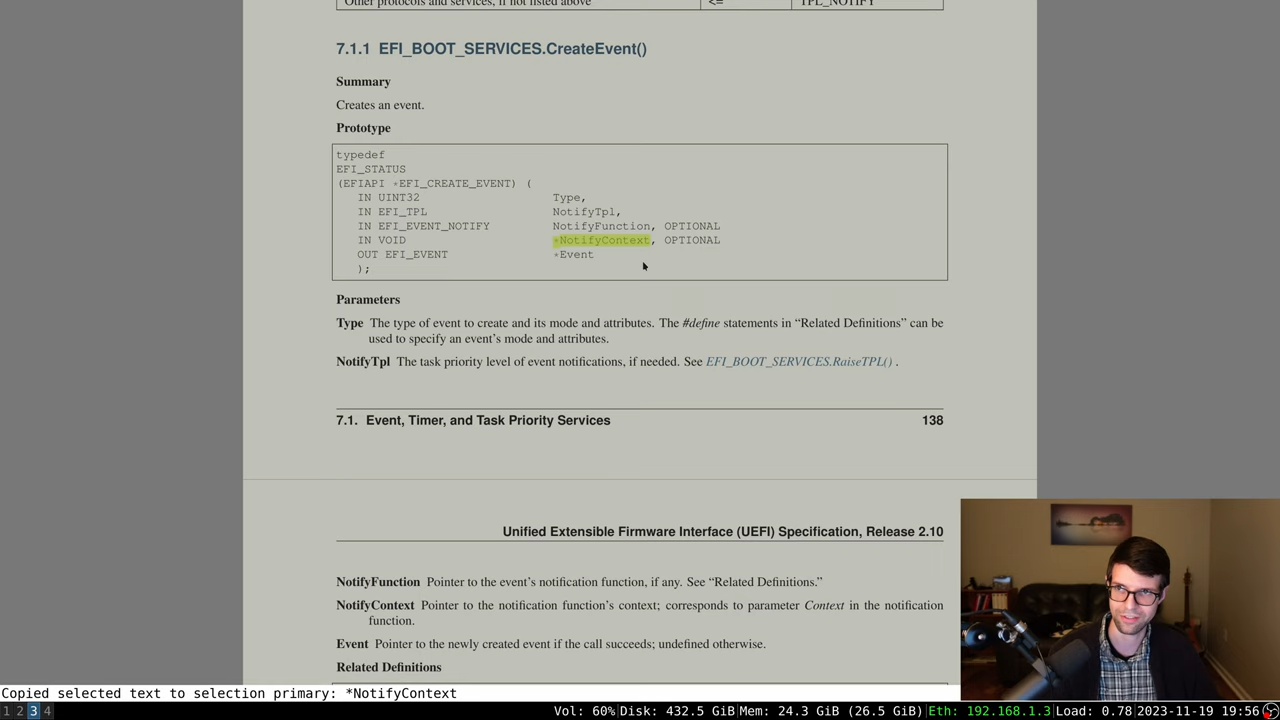 Other protocols and services, if not listed above <= TPL_NOTIFY
7.1.1 EFI_BOOT_SERVICES.CreateEvent()
Summary
Creates an event.
Prototype
typedef
EFI_STATUS
(EFIAPI *EFI_CREATE_EVENT) (
IN UINT32 Type,
IN EFI_TPL NotifyTpl,
IN EFI_EVENT_NOTIFY NotifyFunction, OPTIONAL
IN VOID *NotifyContext, OPTIONAL
OUT EFI_EVENT *Event
);
Parameters
Type The type of event to create and its mode and attributes. The #define statements in “Related Definitions” can be
used to specify an event’s mode and attributes.
NotifyTpl The task priority level of event notifications, if needed. See EFI_BOOT_SERVICES.RaiseTPL() .
7.1. Event, Timer, and Task Priority Services 138
Unified Extensible Firmware Interface (UEFI) Specification, Release 2.10
NotifyFunction Pointer to the event’s notification function, if any. See “Related Definitions.”
NotifyContext Pointer to the notification function’s context; corresponds to parameter Context in the notification
function.
Event Pointer to the newly created event if the call succeeds; undefined otherwise.
Related Definitions
Copied selected text to selection primary: *NotifyContext
1 2 3 4 Vol: 60% Disk: 432.5 GiB Mem: 24.3 GiB (26.5 GiB) Eth: 192.168.1.3 Load: 0.78 2023-11-19 19:56